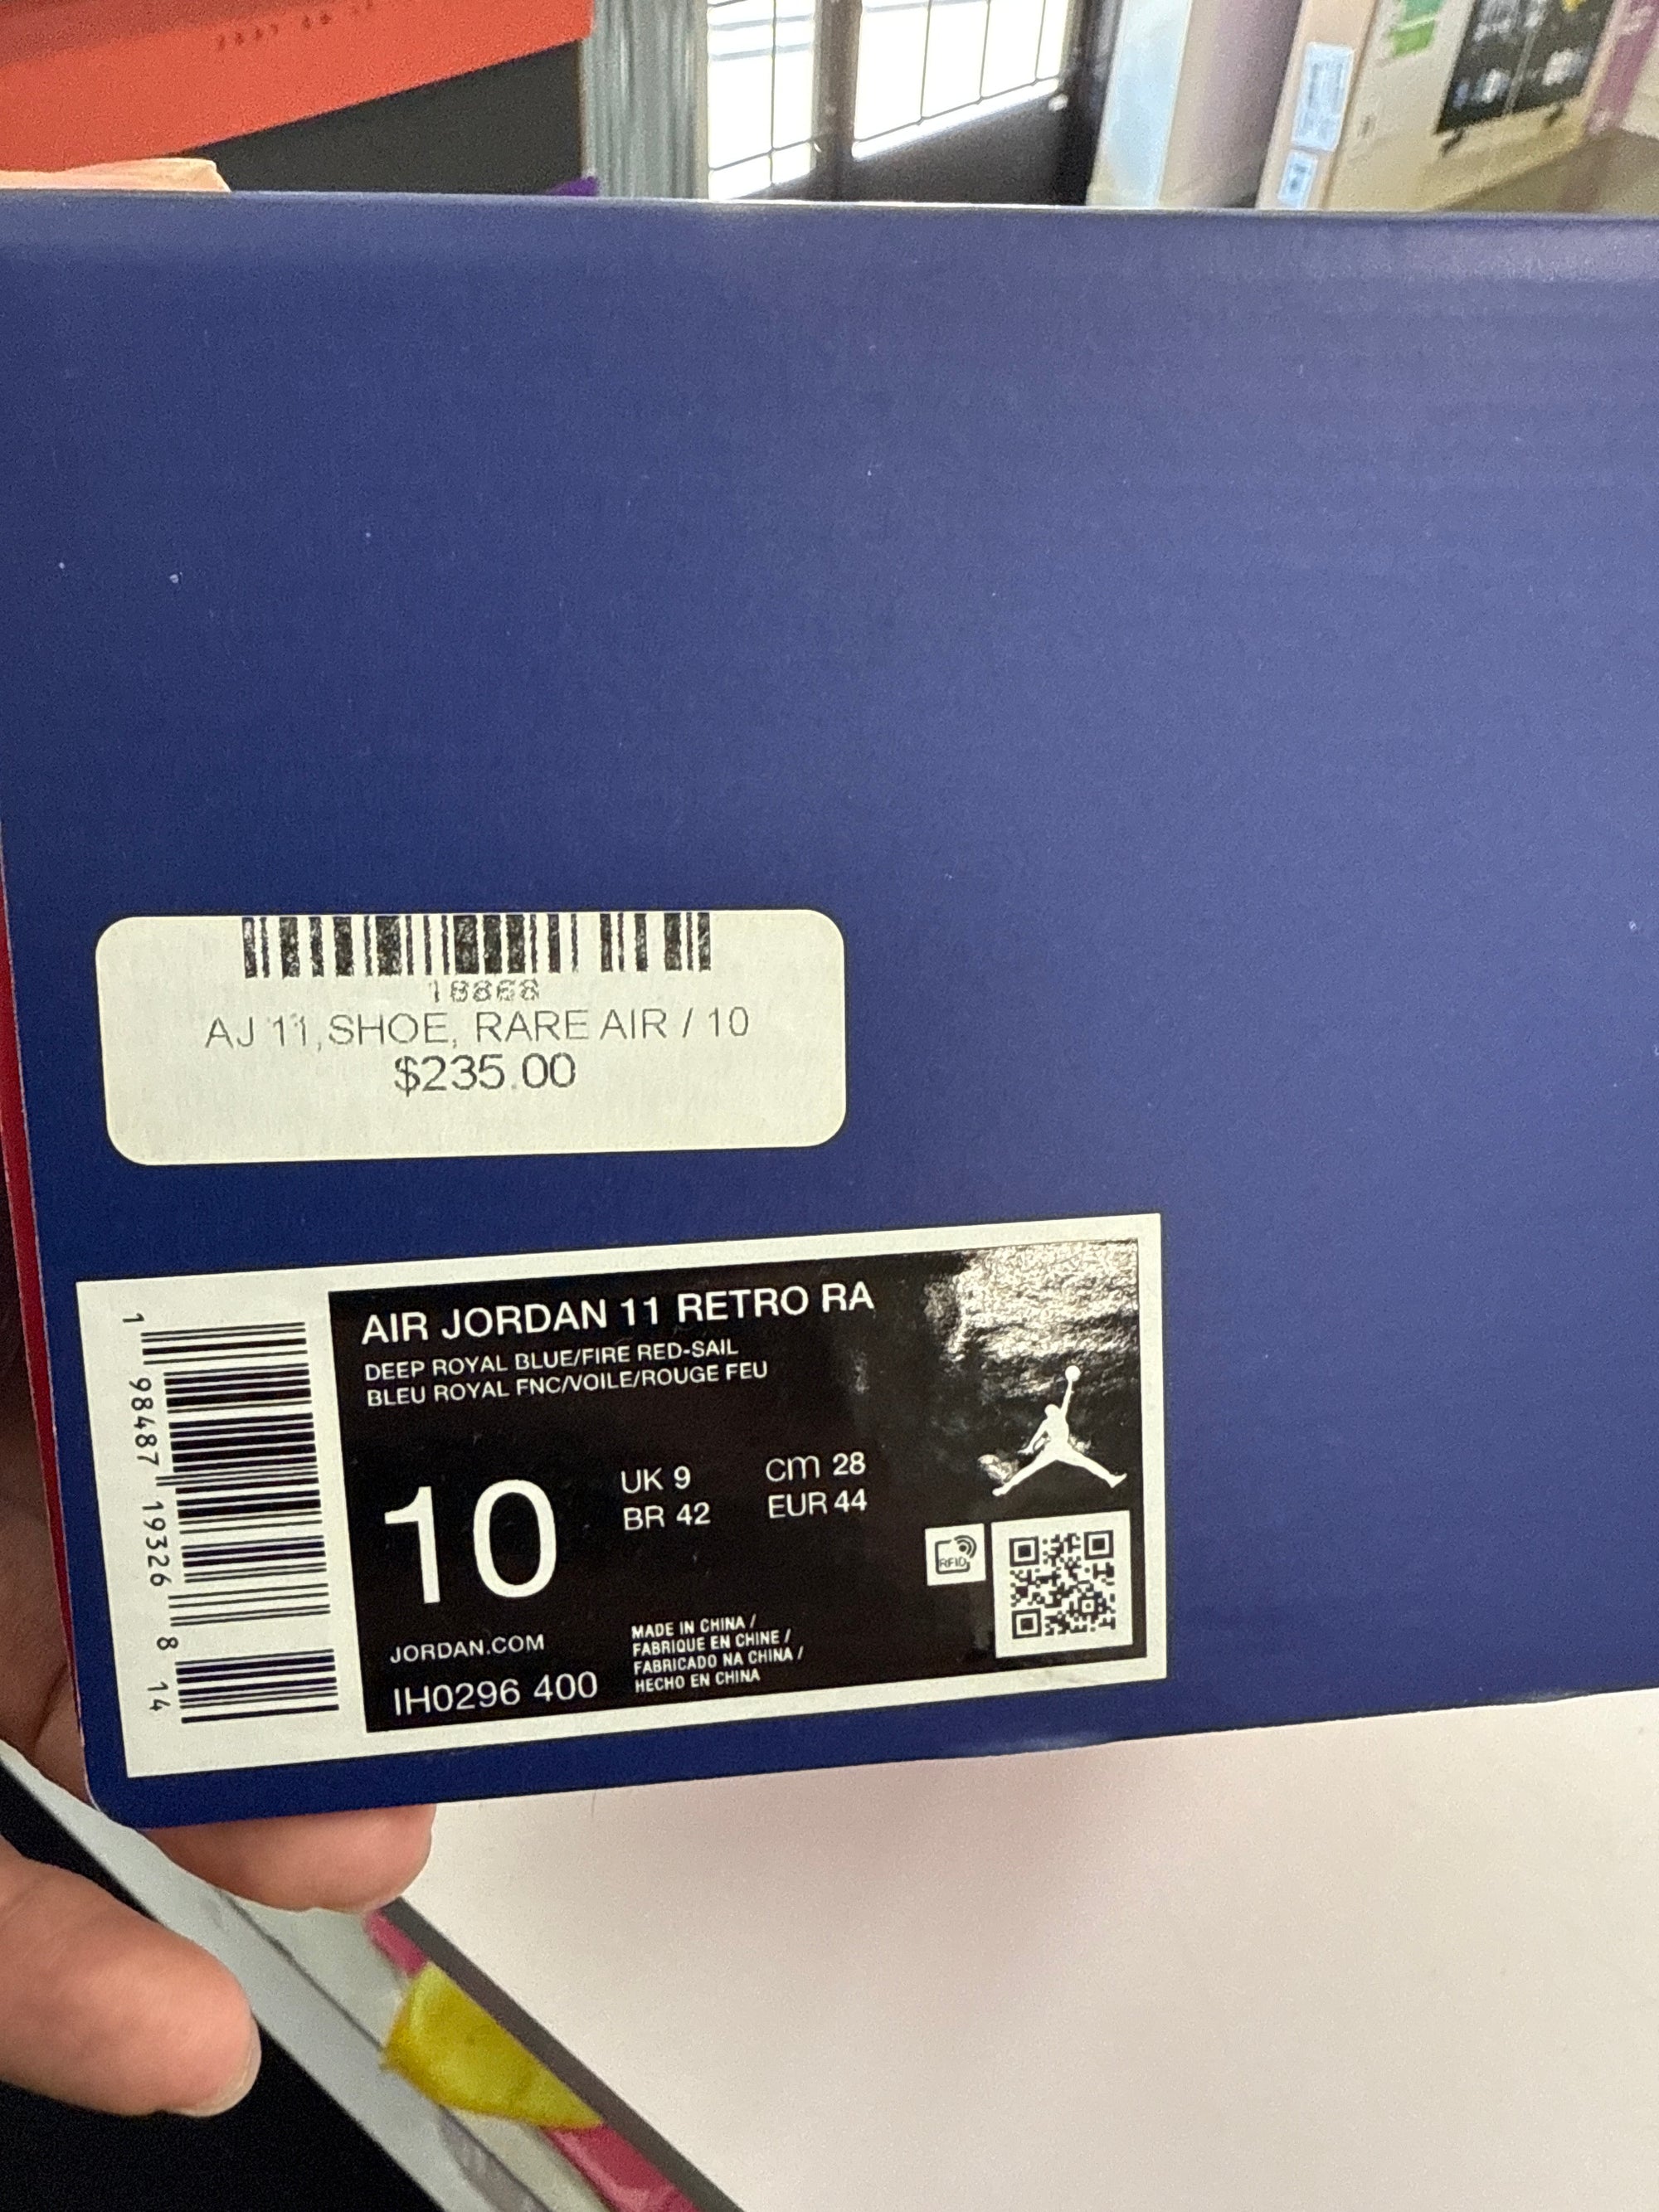 18868
AJ 11, SHOE, RARE AIR / 10
$235.00
AIR JORDAN 11 RETRO RA
DEEP ROYAL BLUE/FIRE RED-SAIL
BLEU ROYAL FNC/VOILE/ROUGE FEU
10
UK 9 cm 28
BR 42 EUR 44
RFID
JORDAN.COM
IH0296 400
MADE IN CHINA /
FABRIQUE EN CHINE /
FABRICADO NA CHINA /
HECHO EN CHINA
1 98487 19326 8 14